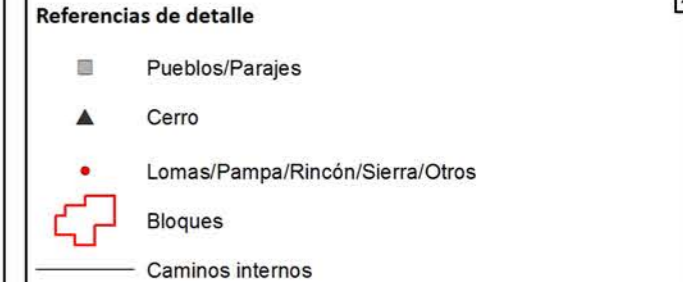 Referencias de detalle
Pueblos/Parajes
Cerro
Lomas/Pampa/Rincón/Sierra/Otros
Bloques
Caminos internos